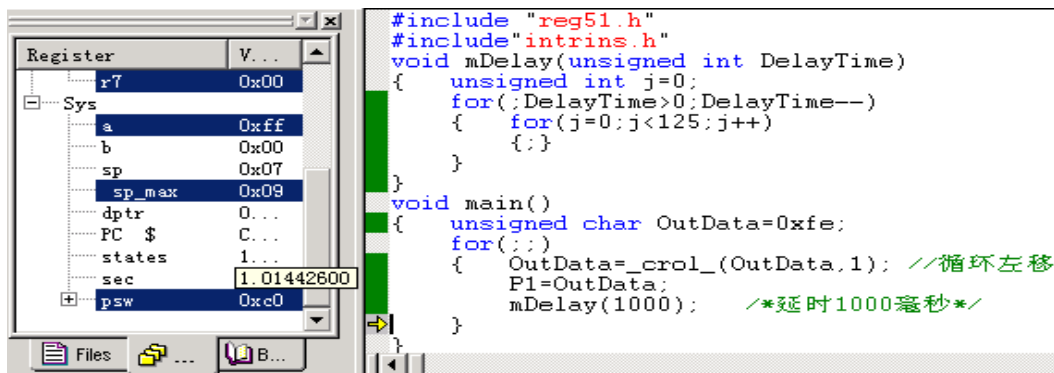 Register V...
r7 0x00
Sys
a 0xff
b 0x00
sp 0x07
sp_max 0x09
dptr 0...
PC $ C...
states 1...
sec 1.01442600
psw 0xc0
Files ... B...
#include "reg51.h"
#include"intrins.h"
void mDelay(unsigned int DelayTime)
{ unsigned int j=0;
for(;DelayTime>0;DelayTime--)
{ for(j=0;j<125;j++)
{;}
}
}
void main()
{ unsigned char OutData=0xfe;
for(;;)
{ OutData=_crol_(OutData,1); //循环左移
P1=OutData;
mDelay(1000); /*延时1000毫秒*/
}
}